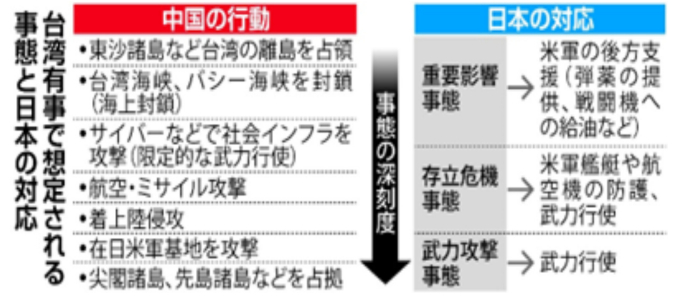 台湾有事で想定される
事態と日本の対応
中国の行動
•東沙諸島など台湾の離島を占領
•台湾海峡、バシー海峡を封鎖
(海上封鎖)
•サイバーなどで社会インフラを
攻撃(限定的な武力行使)
•航空・ミサイル攻撃
•着上陸侵攻
•在日米軍基地を攻撃
•尖閣諸島、先島諸島などを占拠
事態の深刻度
日本の対応
重要影響
事態
→
米軍の後方支
援(弾薬の提
供、戦闘機へ
の給油など)
存立危機
事態
→
米軍艦艇や航
空機の防護、
武力行使
武力攻撃
事態
→
武力行使